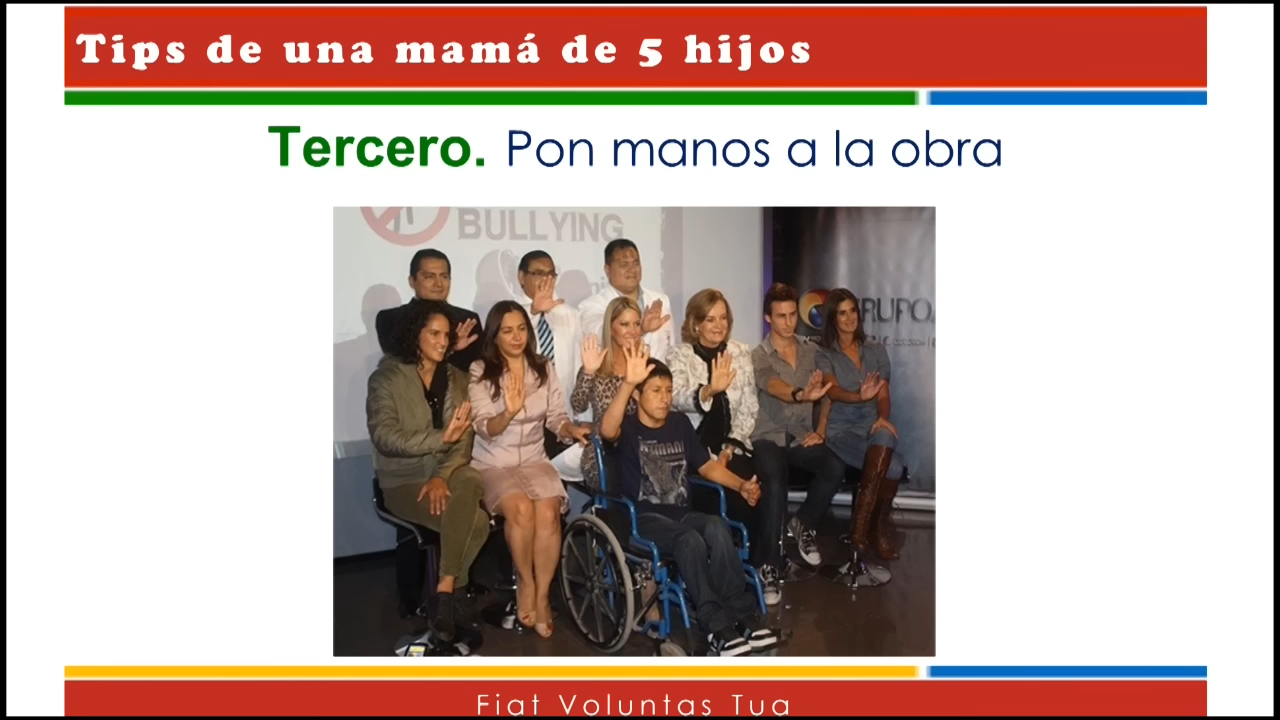 Tips de una mamá de 5 hijos
Tercero. Pon manos a la obra
BULLYING
Fiat Voluntas Tua